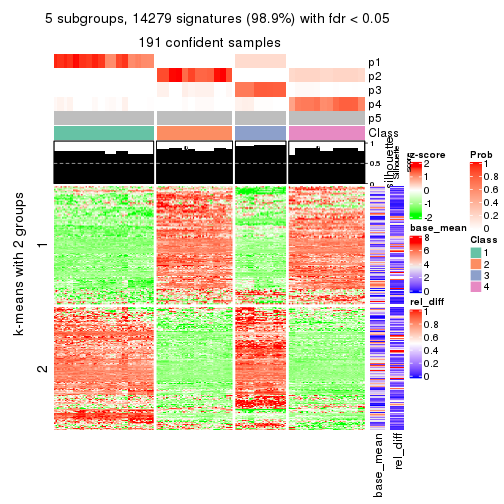 5 subgroups, 14279 signatures (98.9%) with fdr < 0.05
191 confident samples
p1
p2
p3
p4
p5
Class
1
0.5
0
silhouette
k-means with 2 groups
1
2
base_mean
rel_diff
z-score
2
1
0
-1
-2
base_mean
8
6
4
2
0
rel_diff
1
0.8
0.6
0.4
0.2
0
Prob
1
0.8
0.6
0.4
0.2
0
Class
1
2
3
4